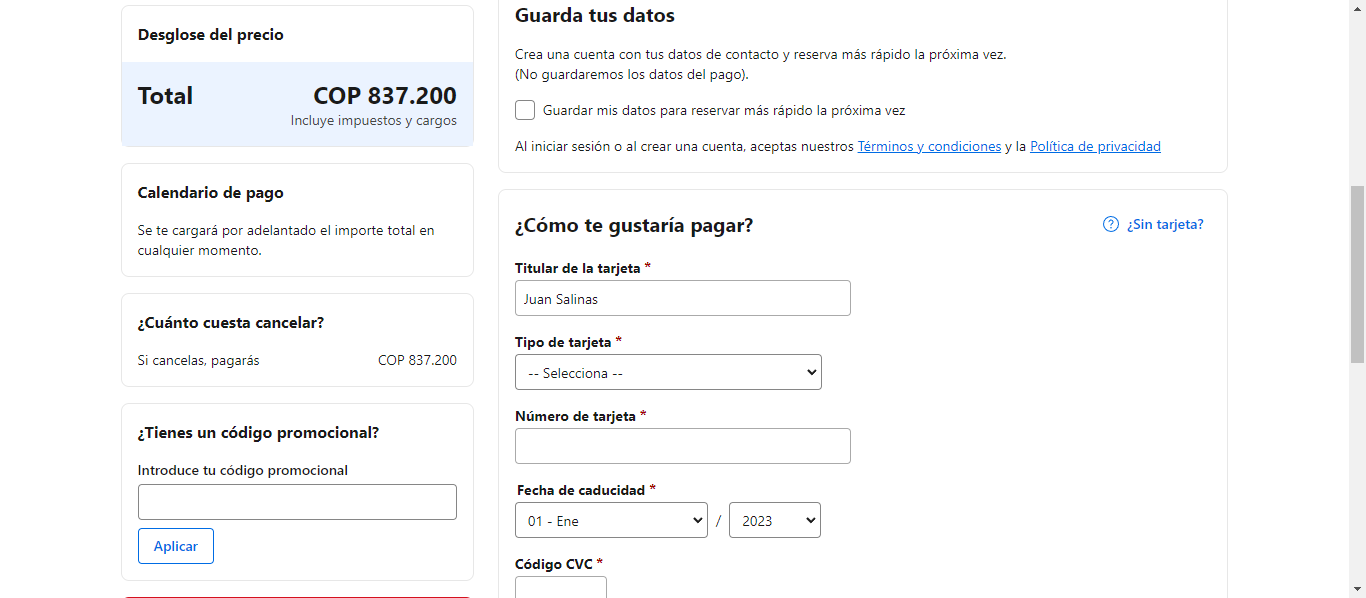 Desglose del precio
Total COP 837.200
Incluye impuestos y cargos
Calendario de pago
Se te cargará por adelantado el importe total en
cualquier momento.
¿Cuánto cuesta cancelar?
Si cancelas, pagarás COP 837.200
¿Tienes un código promocional?
Introduce tu código promocional
Aplicar
Guarda tus datos
Crea una cuenta con tus datos de contacto y reserva más rápido la próxima vez.
(No guardaremos los datos del pago).
Guardar mis datos para reservar más rápido la próxima vez
Al iniciar sesión o al crear una cuenta, aceptas nuestros Términos y condiciones y la Política de privacidad
¿Cómo te gustaría pagar? ? ¿Sin tarjeta?
Titular de la tarjeta *
Juan Salinas
Tipo de tarjeta *
-- Selecciona --
Número de tarjeta *
Fecha de caducidad *
01 - Ene / 2023
Código CVC *